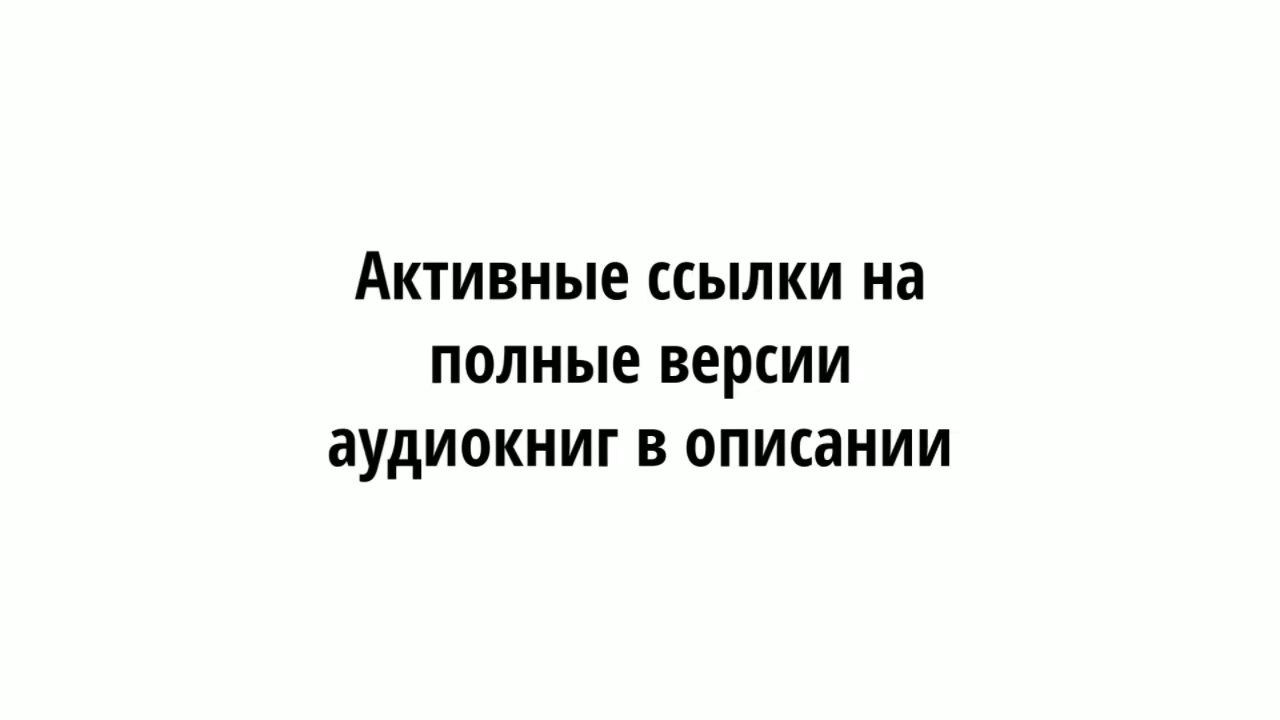 Активные ссылки на
полные версии
аудиокниг в описании